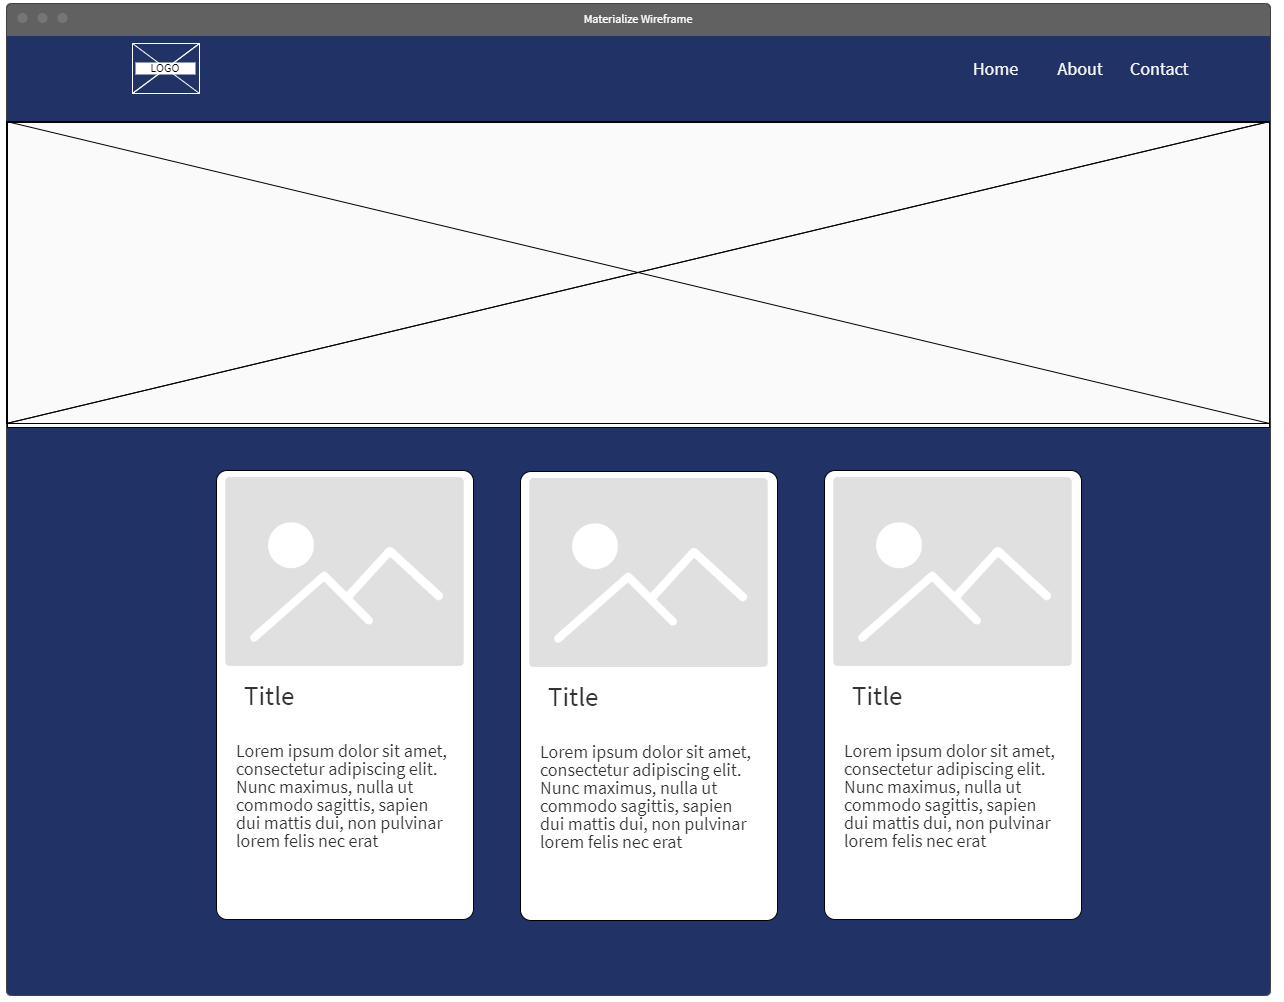 Materialize Wireframe
LOGO
Home About Contact
Title
Lorem ipsum dolor sit amet,
consectetur adipiscing elit.
Nunc maximus, nulla ut
commodo sagittis, sapien
dui mattis dui, non pulvinar
lorem felis nec erat
Title
Lorem ipsum dolor sit amet,
consectetur adipiscing elit.
Nunc maximus, nulla ut
commodo sagittis, sapien
dui mattis dui, non pulvinar
lorem felis nec erat
Title
Lorem ipsum dolor sit amet,
consectetur adipiscing elit.
Nunc maximus, nulla ut
commodo sagittis, sapien
dui mattis dui, non pulvinar
lorem felis nec erat